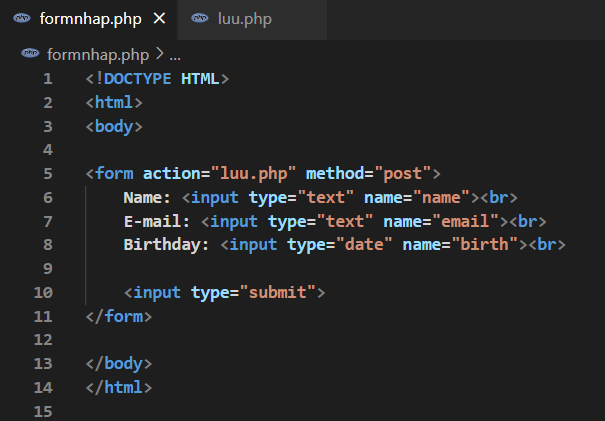 formnhap.php × luu.php
formnhap.php > ...
1 <!DOCTYPE HTML>
2 <html>
3 <body>
4
5 <form action="luu.php" method="post">
6 Name: <input type="text" name="name"><br>
7 E-mail: <input type="text" name="email"><br>
8 Birthday: <input type="date" name="birth"><br>
9
10 <input type="submit">
11 </form>
12
13 </body>
14 </html>
15